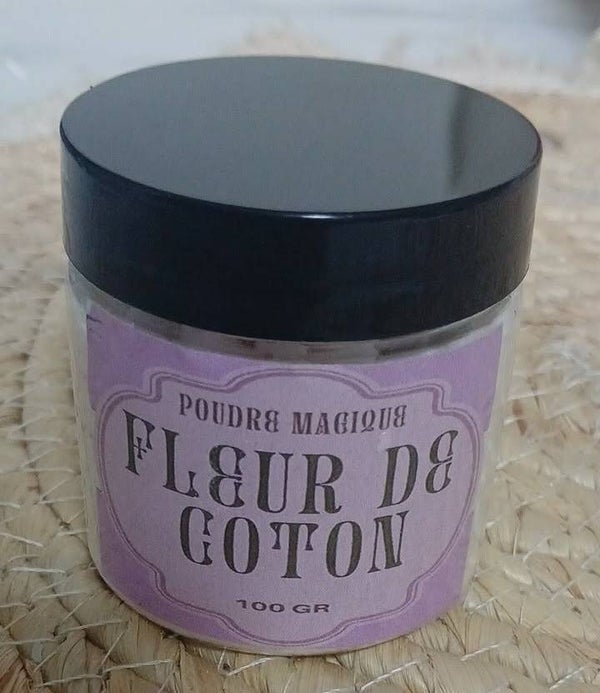 POUDRE MAGIQUE
FLEUR DE
COTON
100 GR